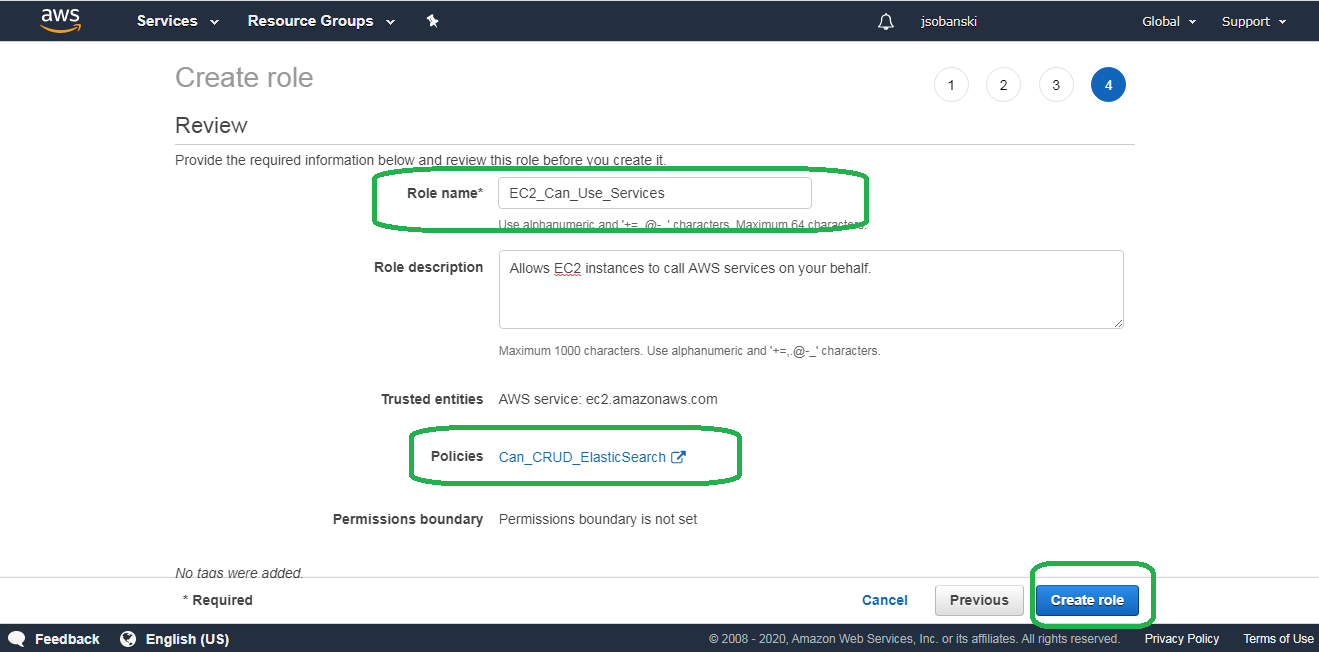 aws Services Resource Groups jsobanski Global Support
Create role
1 2 3 4
Review
Provide the required information below and review this role before you create it.
Role name* EC2_Can_Use_Services
Use alphanumeric and '+=,.@-_' characters. Maximum 64 characters.
Role description Allows EC2 instances to call AWS services on your behalf.
Maximum 1000 characters. Use alphanumeric and '+=,.@-_' characters.
Trusted entities AWS service: ec2.amazonaws.com
Policies Can_CRUD_ElasticSearch
Permissions boundary Permissions boundary is not set
No tags were added.
* Required Cancel Previous Create role
Feedback English (US) © 2008 - 2020, Amazon Web Services, Inc. or its affiliates. All rights reserved. Privacy Policy Terms of Use